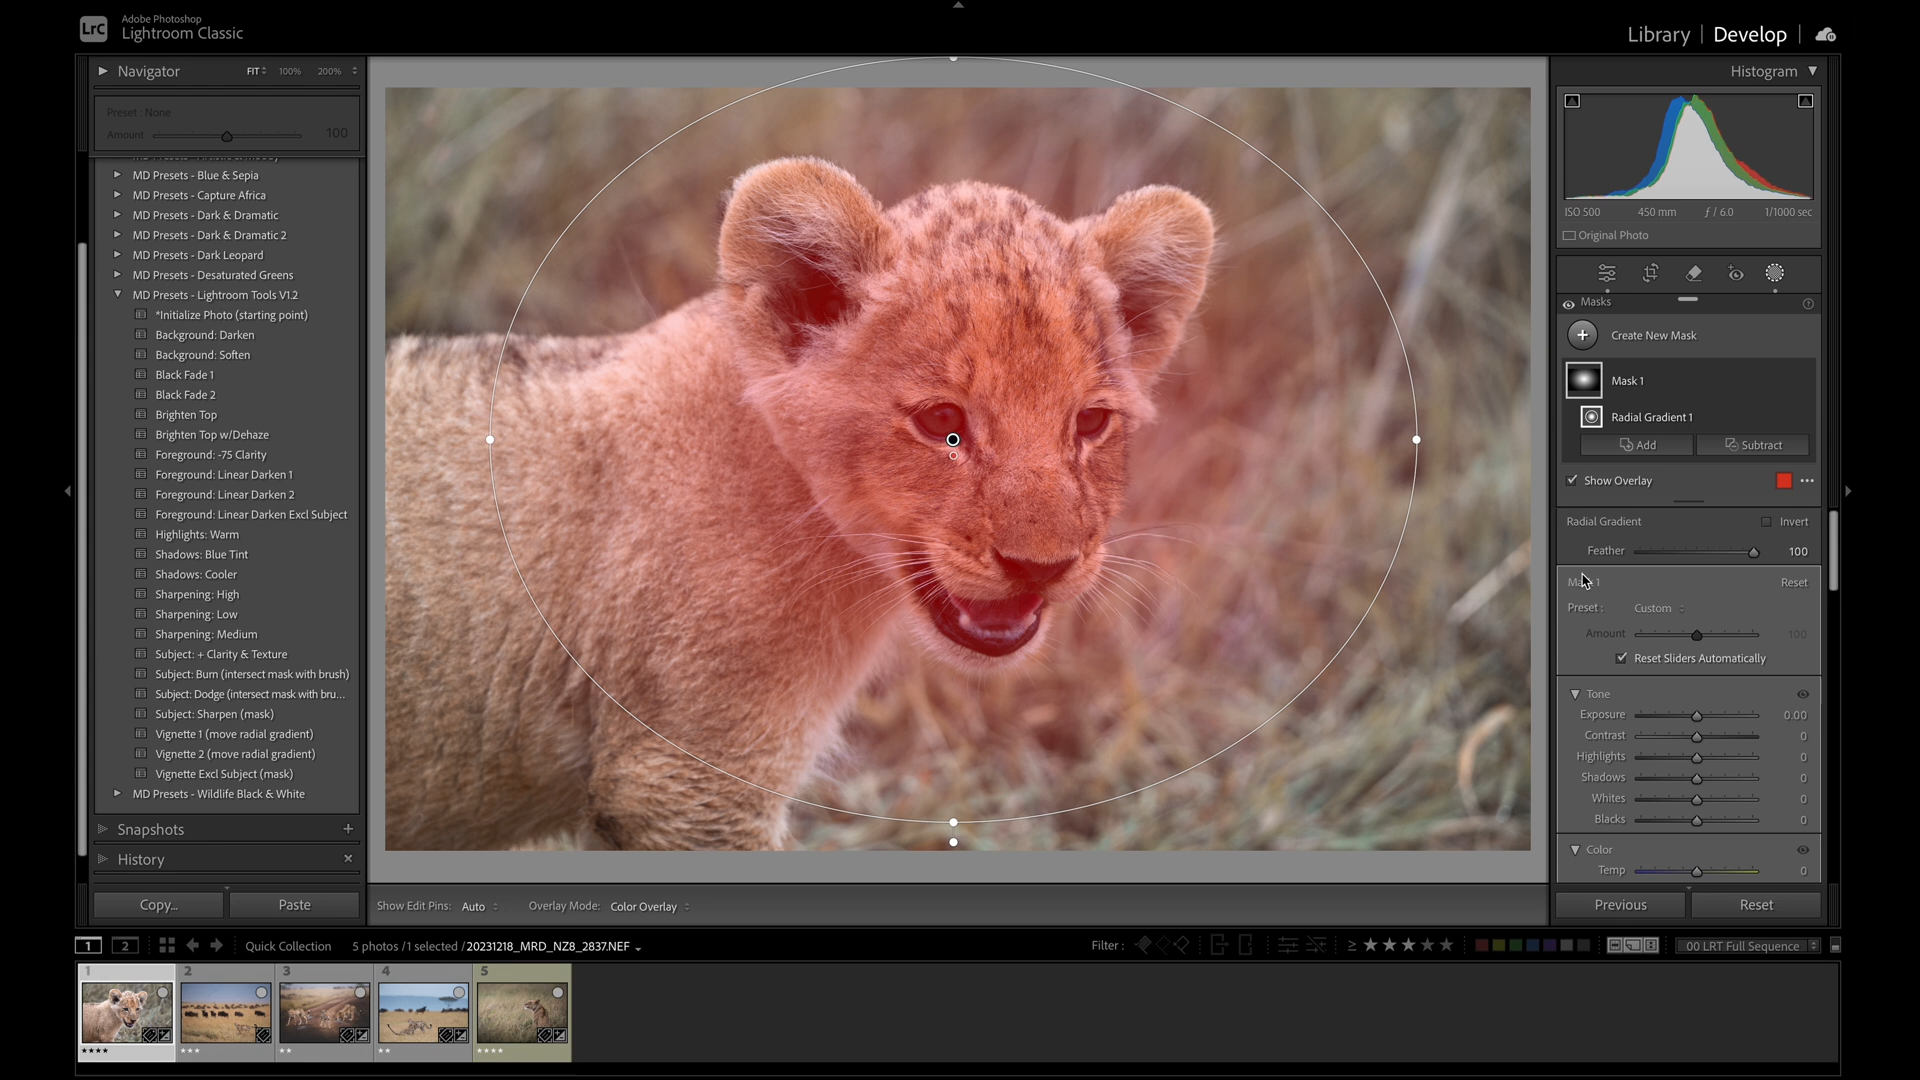 Adobe Photoshop
LrC
Lightroom Classic
Library
Develop
Navigator
FIT
100%
200%
Preset : None
Amount
100
MD Presets - Blue & Sepia
MD Presets - Capture Africa
MD Presets - Dark & Dramatic
MD Presets - Dark & Dramatic 2
MD Presets - Dark Leopard
MD Presets - Desaturated Greens
MD Presets - Lightroom Tools V1.2
*Initialize Photo (starting point)
Background: Darken
Background: Soften
Black Fade 1
Black Fade 2
Brighten Top
Brighten Top w/Dehaze
Foreground: -75 Clarity
Foreground: Linear Darken 1
Foreground: Linear Darken 2
Foreground: Linear Darken Excl Subject
Highlights: Warm
Shadows: Blue Tint
Shadows: Cooler
Sharpening: High
Sharpening: Low
Sharpening: Medium
Subject: + Clarity & Texture
Subject: Burn (intersect mask with brush)
Subject: Dodge (intersect mask with bru...
Subject: Sharpen (mask)
Vignette 1 (move radial gradient)
Vignette 2 (move radial gradient)
Vignette Excl Subject (mask)
MD Presets - Wildlife Black & White
Snapshots
History
Copy...
Paste
Histogram
ISO 500
450 mm
ƒ / 6.0
1/1000 sec
Original Photo
Masks
Create New Mask
Mask 1
Radial Gradient 1
Add
Subtract
Show Overlay
Radial Gradient
Invert
Feather
100
Reset
Preset :
Custom
Amount
100
Reset Sliders Automatically
Tone
Exposure
0.00
Contrast
0
Highlights
0
Shadows
0
Whites
0
Blacks
0
Color
Temp
0
Previous
Reset
Show Edit Pins:
Auto
Overlay Mode:
Color Overlay
1
2
Quick Collection
5 photos /1 selected /20231218_MRD_NZ8_2837.NEF
Filter :
00 LRT Full Sequence
1
2
3
4
5